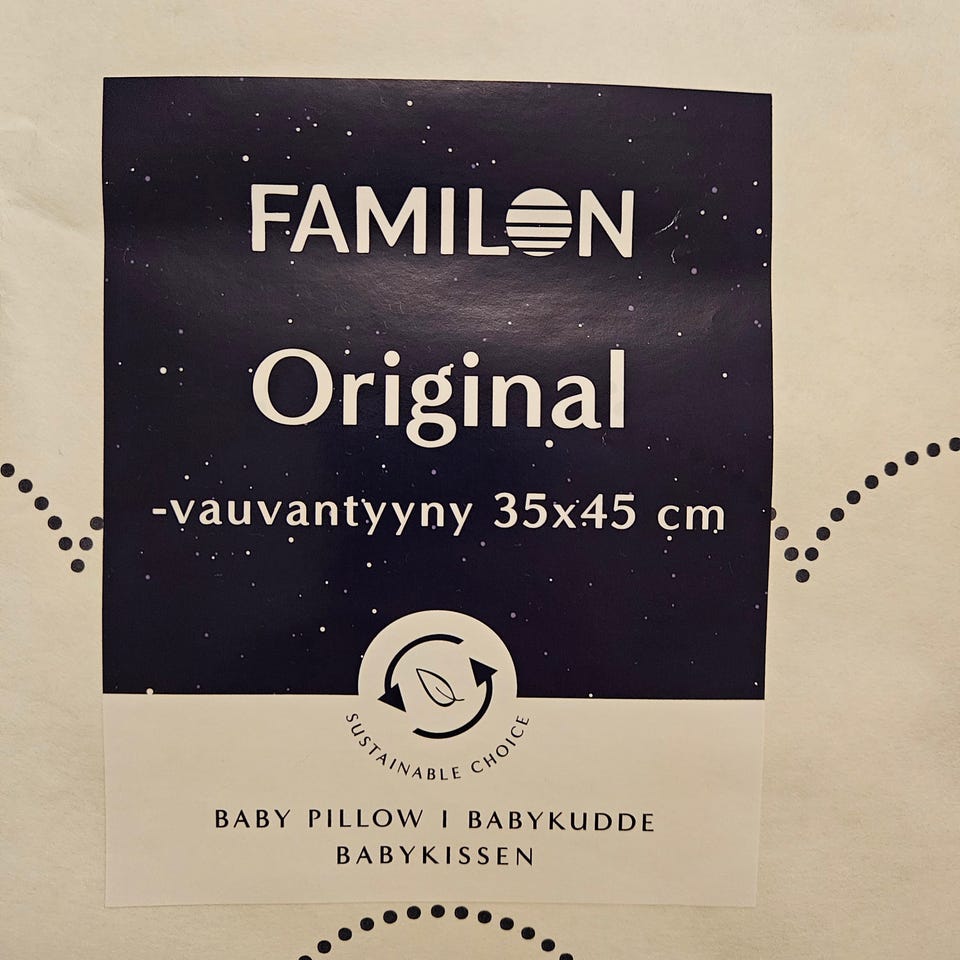 FAMILON
Original
-vauvantyyny 35x45 cm
SUSTAINABLE CHOICE
BABY PILLOW I BABYKUDDE
BABYKISSEN